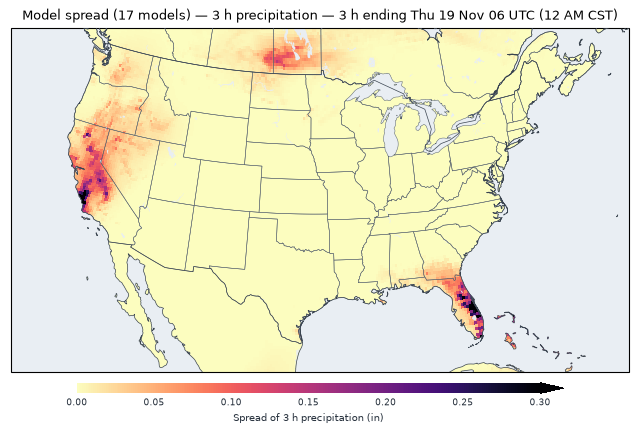 Model spread (17 models) — 3 h precipitation — 3 h ending Thu 19 Nov 06 UTC (12 AM CST)
0.00 0.05 0.10 0.15 0.20 0.25 0.30
Spread of 3 h precipitation (in)